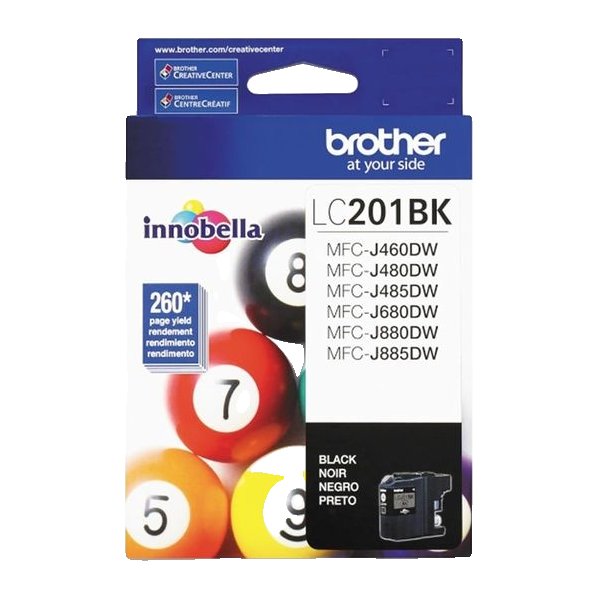 www.brother.com/creativecenter
BROTHER
CREATIVECENTER
BROTHER
CENTRECRÉATIF
brother
at your side
LC201BK
innobella
MFC-J460DW
MFC-J480DW
MFC-J485DW
MFC-J680DW
MFC-J880DW
MFC-J885DW
260*
page yield
rendement
rendimiento
rendimento
8
7
5
9
BLACK
NOIR
NEGRO
PRETO